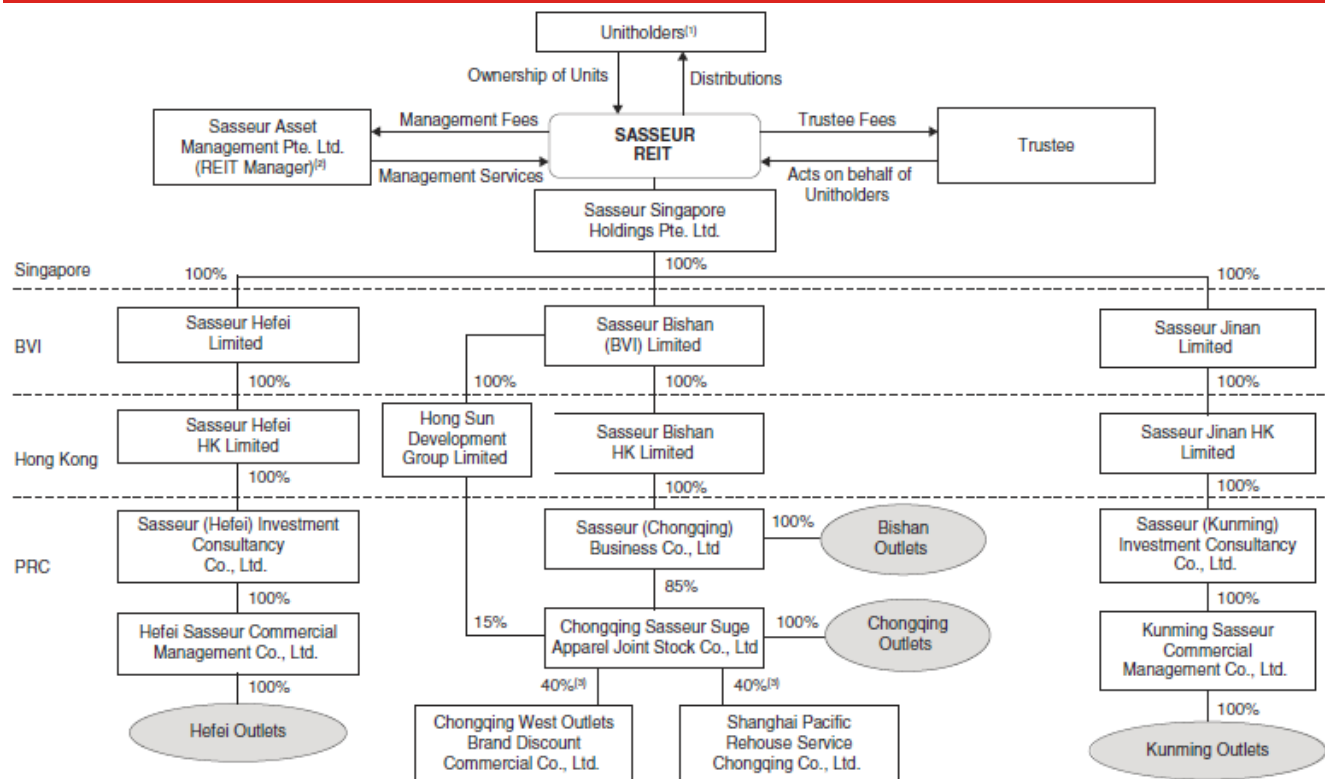 Unitholders(1)
Ownership of Units
Distributions
Sasseur Asset
Management Pte. Ltd.
(REIT Manager)(2)
Management Fees
Management Services
SASSEUR
REIT
Trustee Fees
Acts on behalf of
Unitholders
Trustee
Sasseur Singapore
Holdings Pte. Ltd.
Singapore
100%
100%
100%
BVI
Sasseur Hefei
Limited
Sasseur Bishan
(BVI) Limited
Sasseur Jinan
Limited
100%
100%
100%
100%
Hong Kong
Sasseur Hefei
HK Limited
Hong Sun
Development
Group Limited
Sasseur Bishan
HK Limited
Sasseur Jinan HK
Limited
100%
100%
100%
PRC
Sasseur (Hefei) Investment
Consultancy
Co., Ltd.
Sasseur (Chongqing)
Business Co., Ltd
100%
Bishan
Outlets
Sasseur (Kunming)
Investment Consultancy
Co., Ltd.
100%
85%
100%
Hefei Sasseur Commercial
Management Co., Ltd.
15%
Chongqing Sasseur Suge
Apparel Joint Stock Co., Ltd
100%
Chongqing
Outlets
Kunming Sasseur
Commercial
Management Co., Ltd.
100%
40%(3)
40%(3)
100%
Hefei Outlets
Chongqing West Outlets
Brand Discount
Commercial Co., Ltd.
Shanghai Pacific
Rehouse Service
Chongqing Co., Ltd.
Kunming Outlets